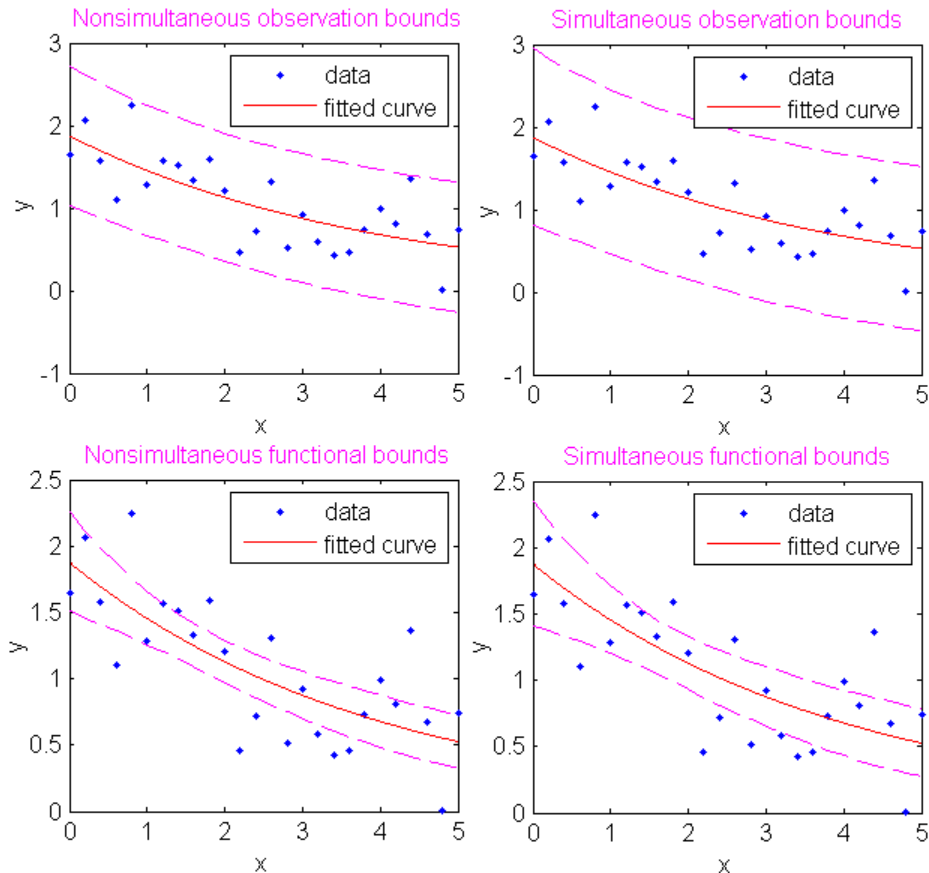 Nonsimultaneous observation bounds
3
2
1
0
-1
y
data
fitted curve
0 1 2 3 4 5
x
Simultaneous observation bounds
3
2
1
0
-1
y
data
fitted curve
0 1 2 3 4 5
x
Nonsimultaneous functional bounds
2.5
2
1.5
1
0.5
0
y
data
fitted curve
0 1 2 3 4 5
x
Simultaneous functional bounds
2.5
2
1.5
1
0.5
0
y
data
fitted curve
0 1 2 3 4 5
x